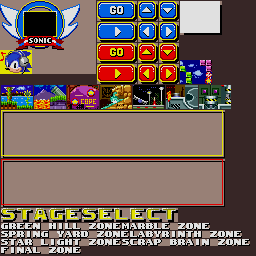 GO
SONIC
GO
COPE
STAGESELECT
GREEN HILL ZONEMARBLE ZONE
SPRING YARD ZONELABYRINTH ZONE
STAR LIGHT ZONESCRAP BRAIN ZONE
FINAL ZONE